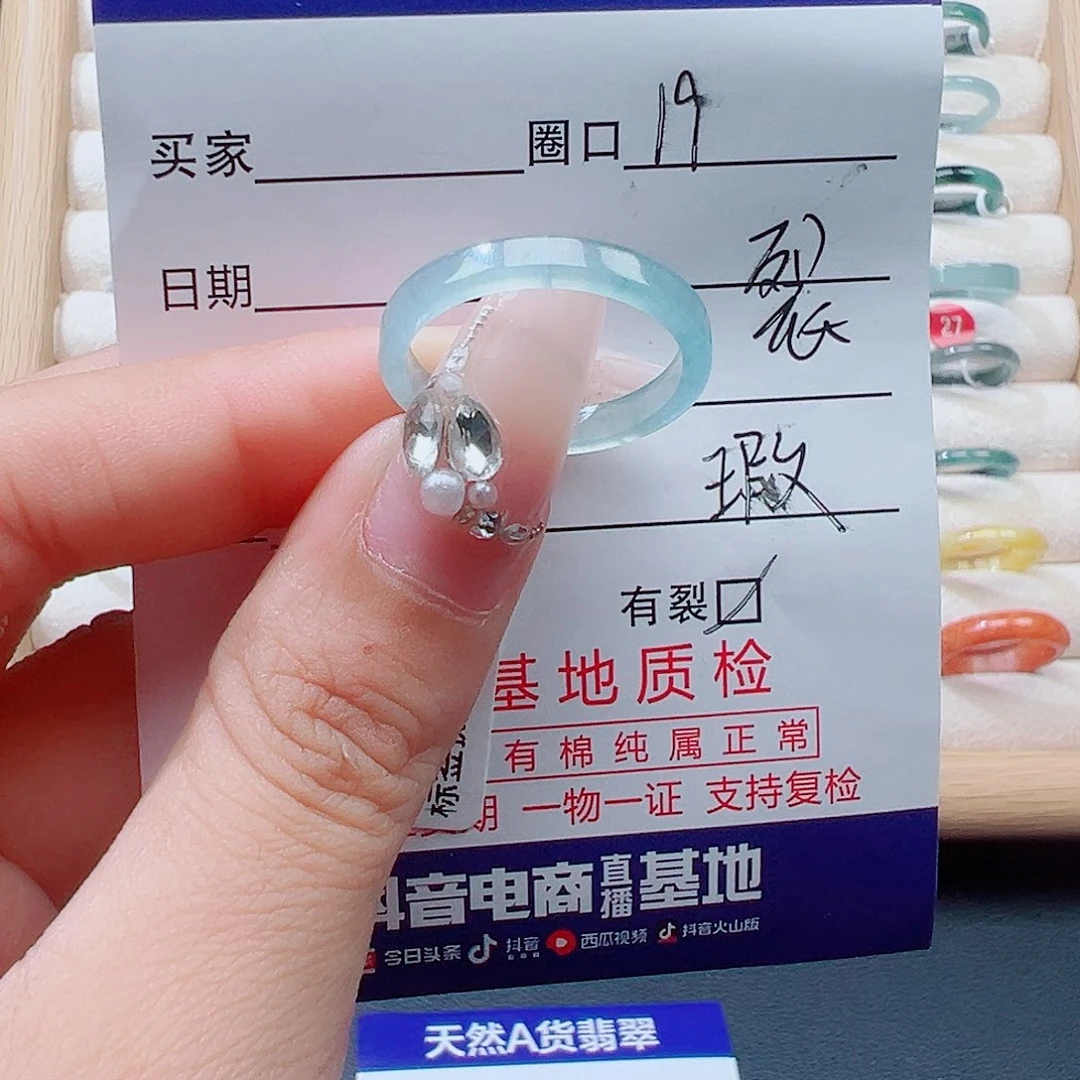 买家 圈口 19
日期 裂
瑕
有裂
基地质检
有棉纯属正常
期 一物一证 支持复检
抖音电商直播基地
今日头条 抖音 西瓜视频 抖音火山版
天然A货翡翠
27